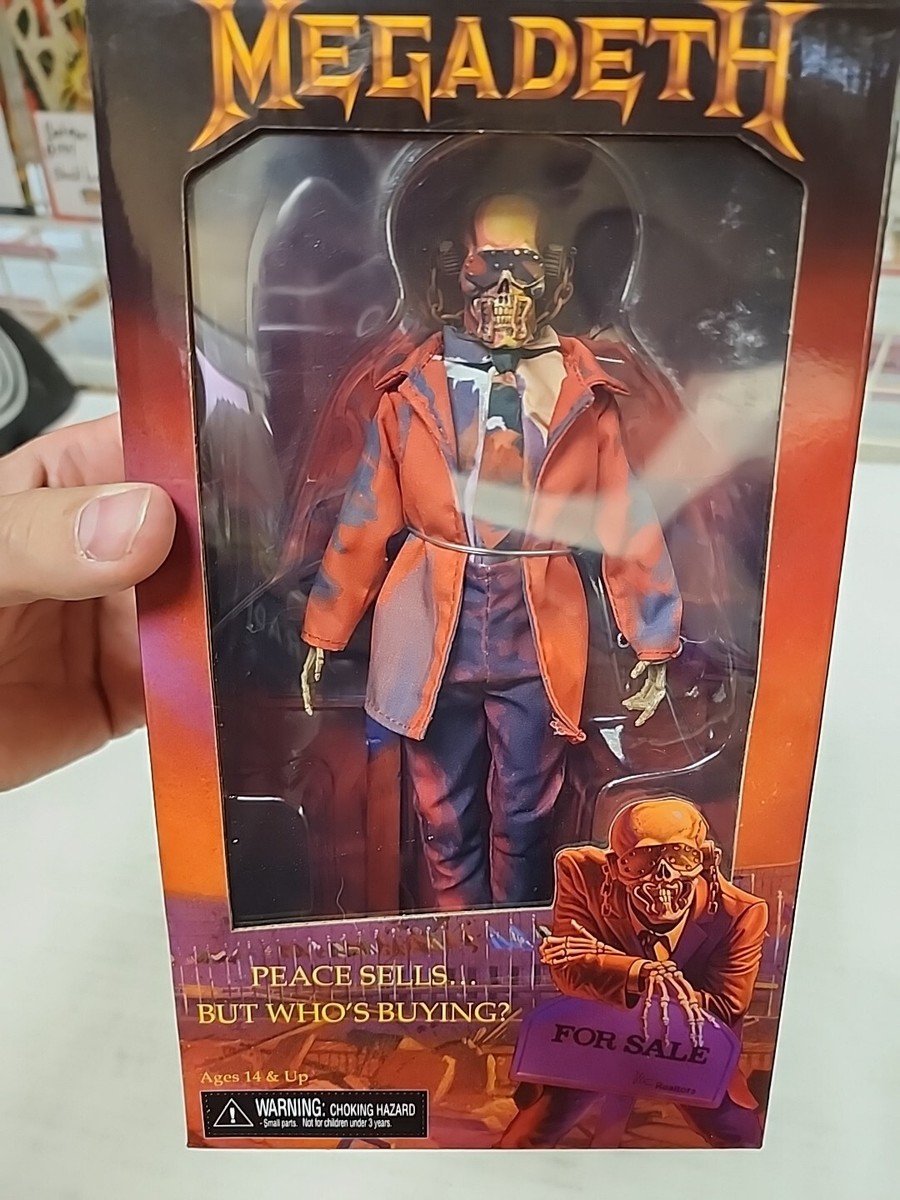 MEGADETH
PEACE SELLS...
BUT WHO'S BUYING?
FOR SALE
Realtors
Ages 14 & Up
WARNING: CHOKING HAZARD
- Small parts. Not for children under 3 years.